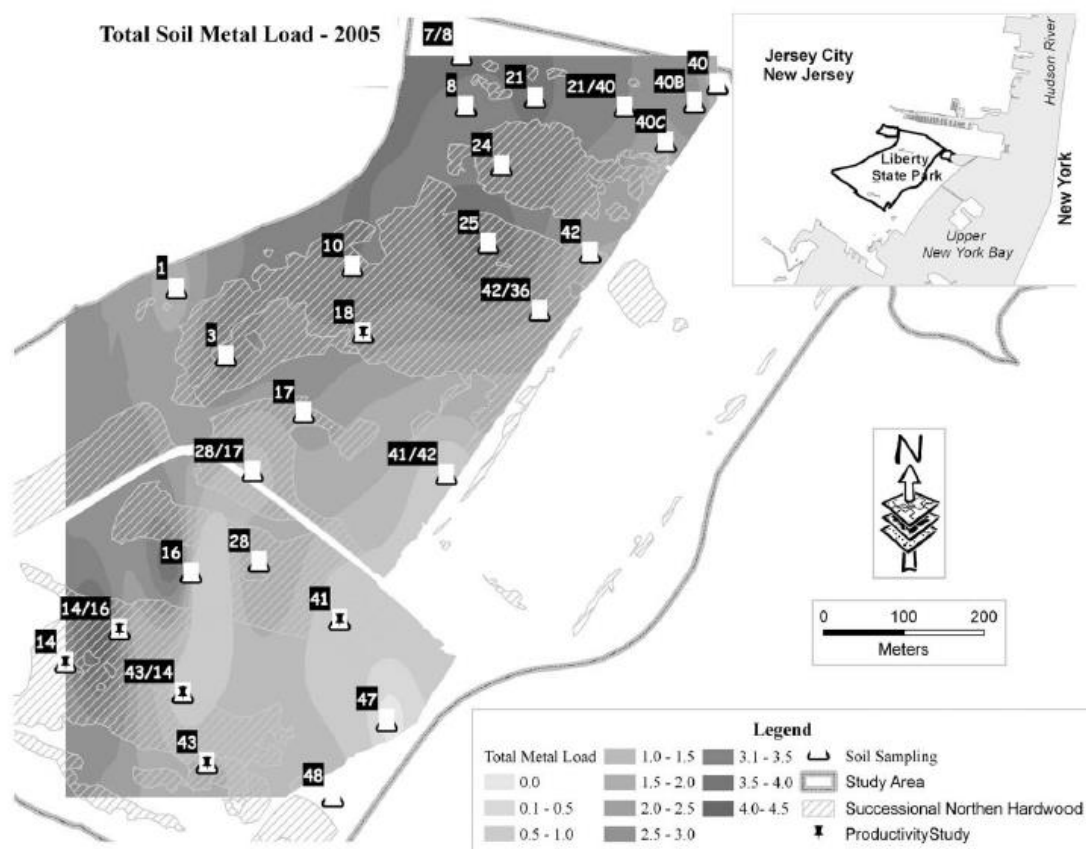 Total Soil Metal Load - 2005
7/8
8
21
21/40
40B
40
40C
24
25
42
10
1
42/36
18
3
17
28/17
41/42
16
28
14/16
41
14
43/14
47
43
48
Jersey City
New Jersey
Hudson River
Liberty
State Park
New York
Upper
New York Bay
N
0 100 200
Meters
Legend
Total Metal Load
0.0
0.1 - 0.5
0.5 - 1.0
1.0 - 1.5
1.5 - 2.0
2.0 - 2.5
2.5 - 3.0
3.1 - 3.5
3.5 - 4.0
4.0- 4.5
Soil Sampling
Study Area
Successional Northen Hardwood
ProductivityStudy